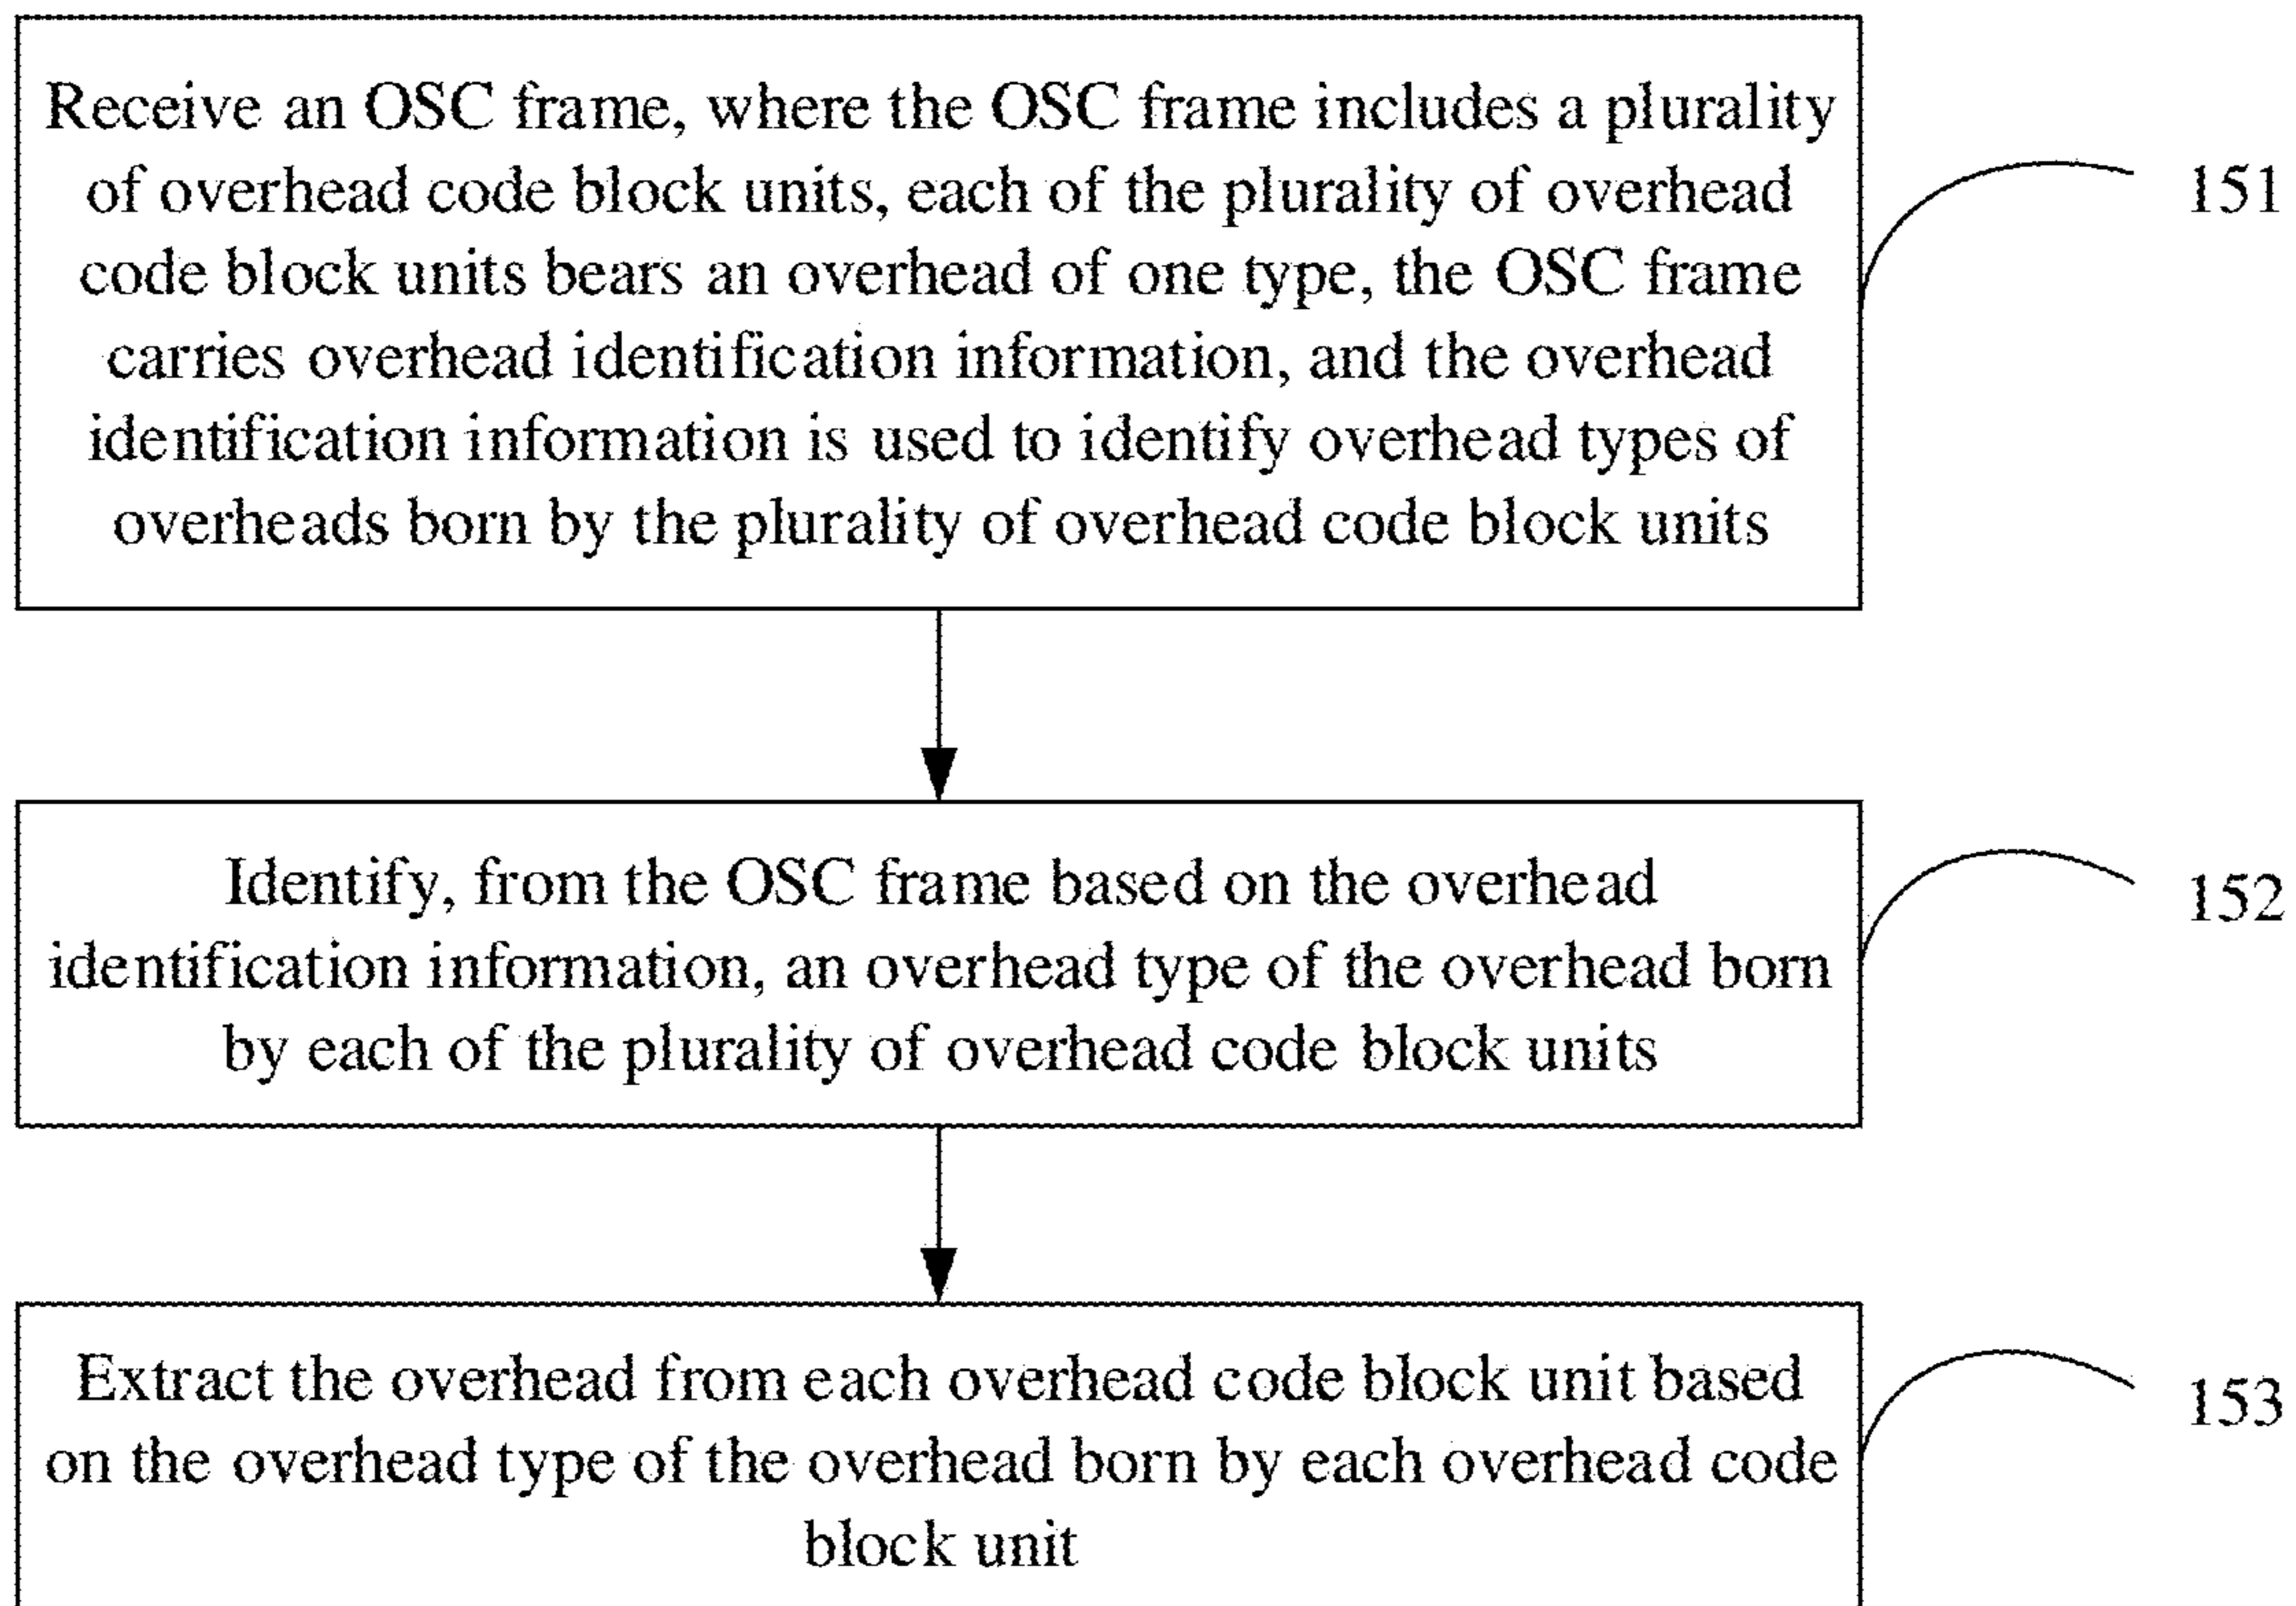 Receive an OSC frame, where the OSC frame includes a plurality
of overhead code block units, each of the plurality of overhead
code block units bears an overhead of one type, the OSC frame
carries overhead identification information, and the overhead
identification information is used to identify overhead types of
overheads born by the plurality of overhead code block units
151
Identify, from the OSC frame based on the overhead
identification information, an overhead type of the overhead born
by each of the plurality of overhead code block units
152
Extract the overhead from each overhead code block unit based
on the overhead type of the overhead born by each overhead code
block unit
153